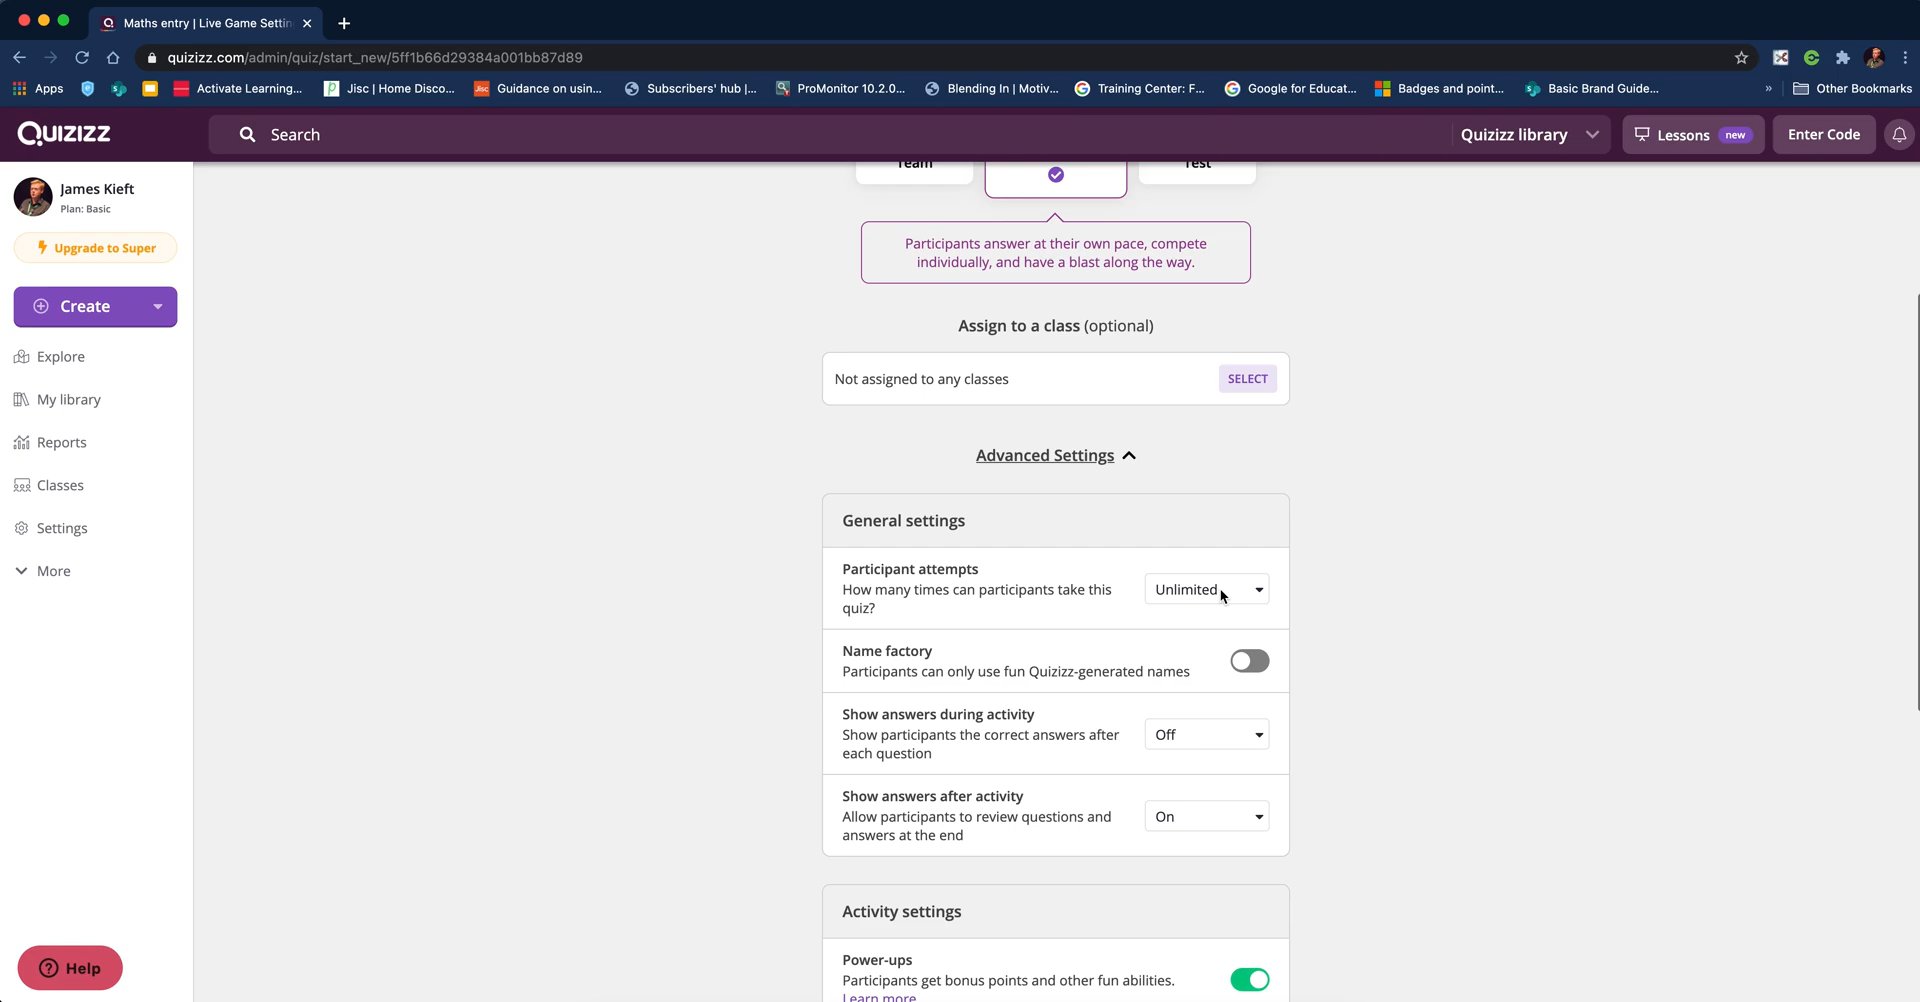 Maths entry | Live Game Settin
quizizz.com/admin/quiz/start_new/5ff1b66d29384a001bb87d89
Apps
Activate Learning...
Jisc | Home Disco...
Guidance on usin...
Subscribers' hub |...
ProMonitor 10.2.0...
Blending In | Motiv...
Training Center: F...
Google for Educat...
Badges and point...
Basic Brand Guide...
»
Other Bookmarks
QUIZIZZ
Search
Quizizz library
Lessons new
Enter Code
James Kieft
Plan: Basic
Upgrade to Super
Create
Explore
My library
Reports
Classes
Settings
More
Help
Team
Test
Participants answer at their own pace, compete
individually, and have a blast along the way.
Assign to a class (optional)
Not assigned to any classes
SELECT
Advanced Settings
General settings
Participant attempts
How many times can participants take this
quiz?
Unlimited
Name factory
Participants can only use fun Quizizz-generated names
Show answers during activity
Show participants the correct answers after
each question
Off
Show answers after activity
Allow participants to review questions and
answers at the end
On
Activity settings
Power-ups
Participants get bonus points and other fun abilities.
Learn more